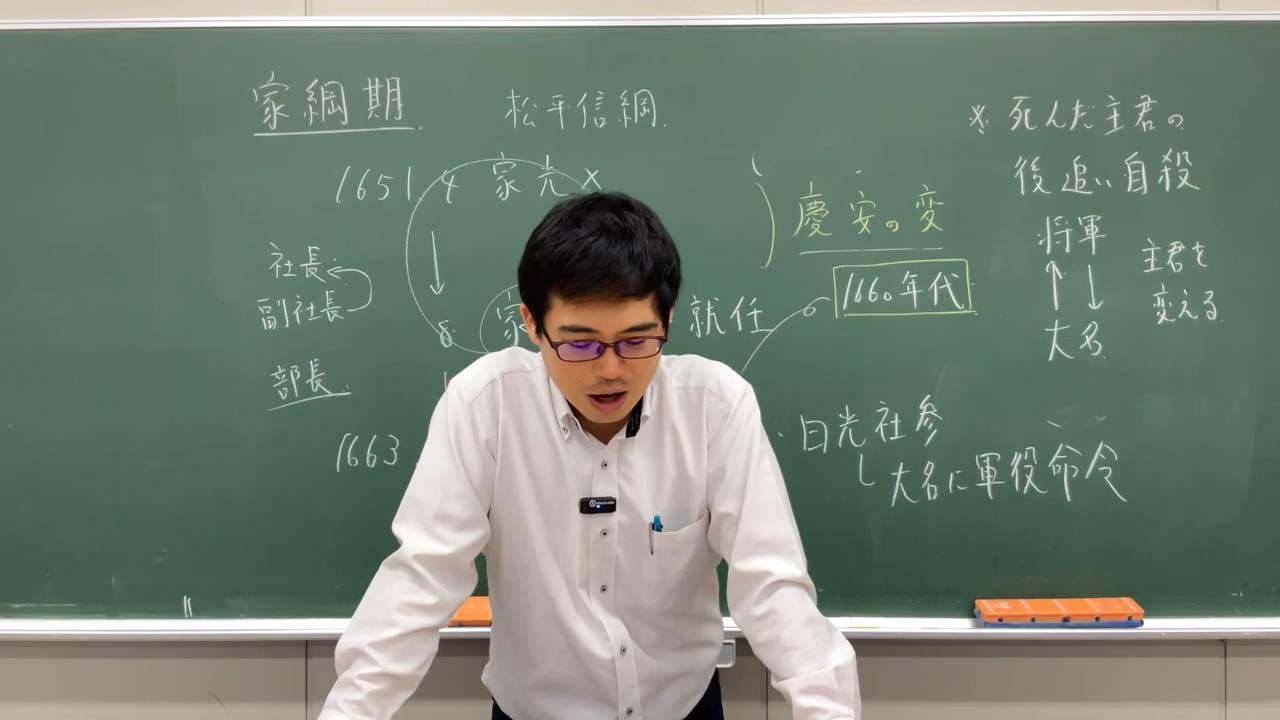 家綱期
松平信綱
1651 4 家光×
社長
副社長
部長
8 家
就任
1663
慶安の変
1660年代
・日光社参
大名に軍役命令
※ 死んだ主君の
後追い自殺
将軍
大名
主君を
変える